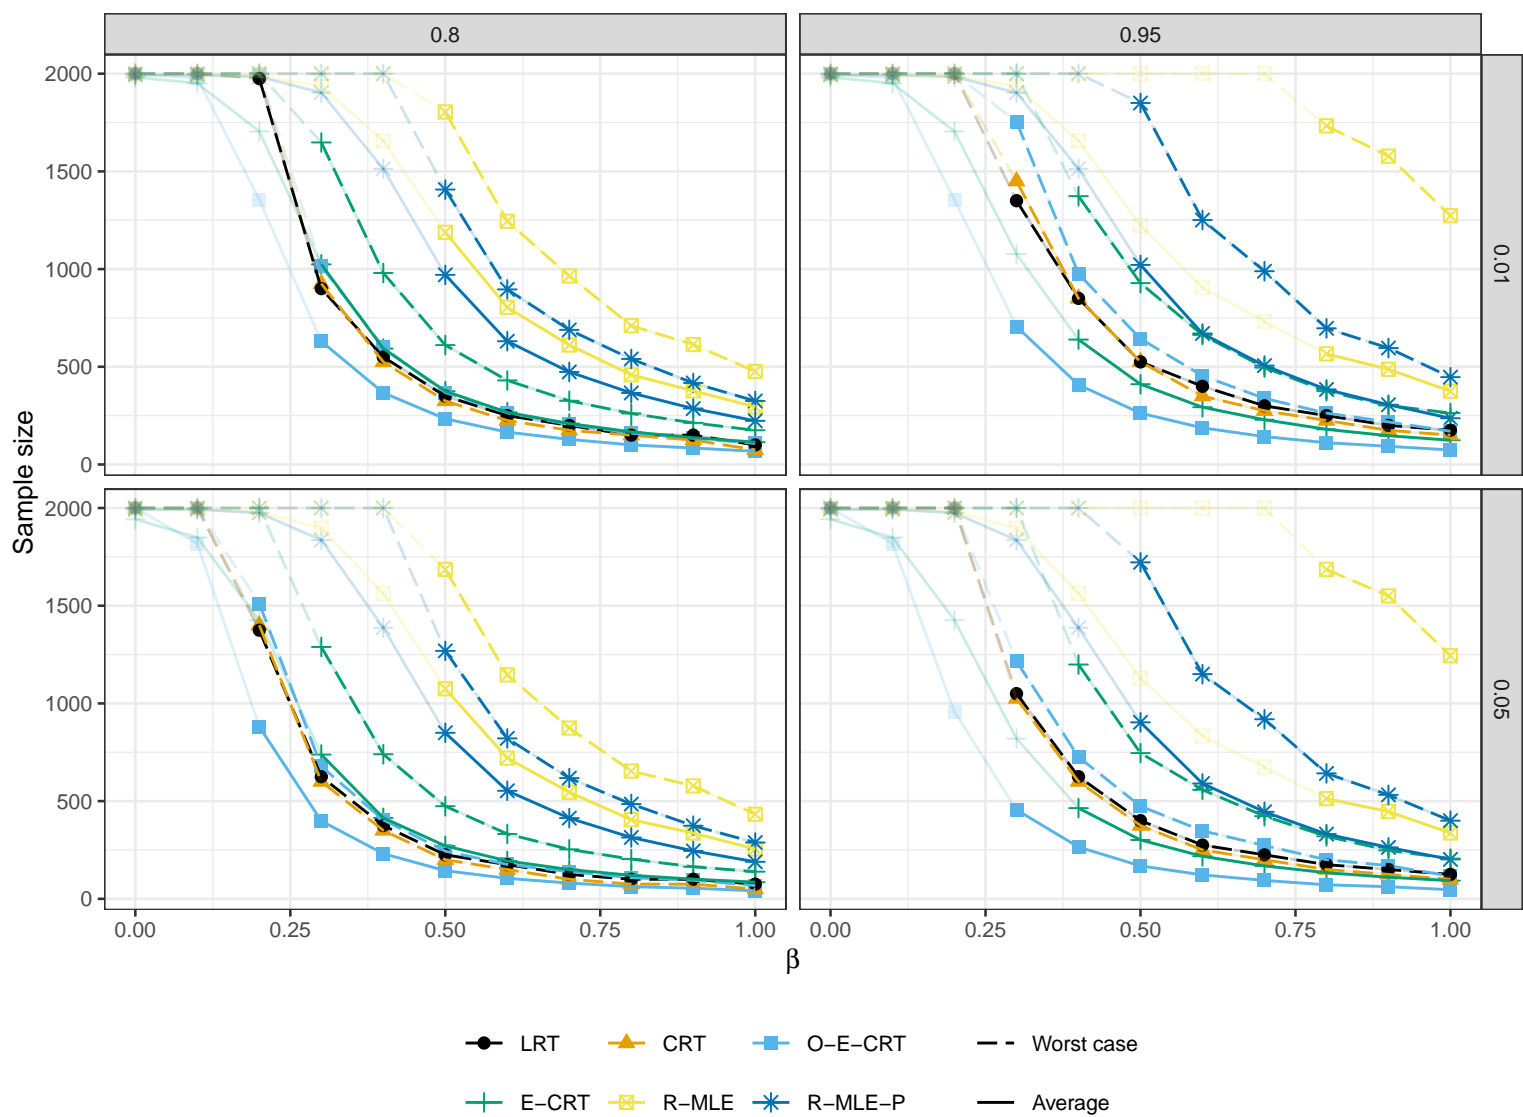 0.8 0.95
2000
1500
1000
500
0
0.01
2000
1500
1000
500
0
0.05
Sample size
0.00 0.25 0.50 0.75 1.00 0.00 0.25 0.50 0.75 1.00
β
LRT CRT O−E−CRT Worst case
E−CRT R−MLE R−MLE−P Average